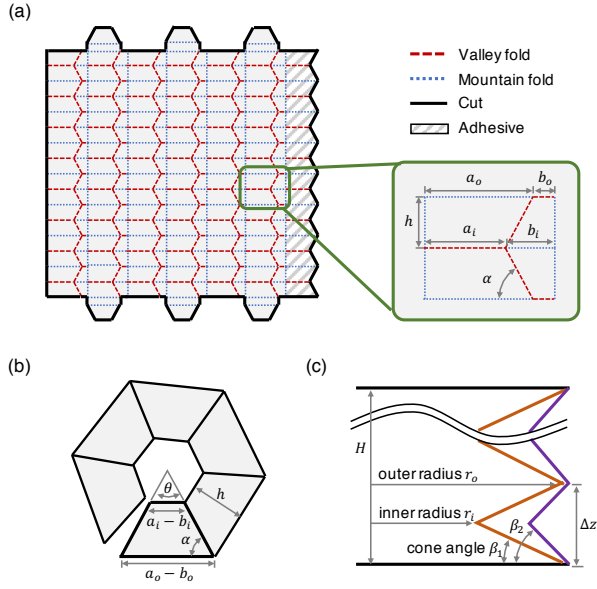 (a)
Valley fold
Mountain fold
Cut
Adhesive
a_o b_o
h
a_i b_i
α
(b)
θ
h
a_i − b_i
α
a_o − b_o
(c)
H
outer radius r_o
inner radius r_i
β_2
Δz
cone angle β_1